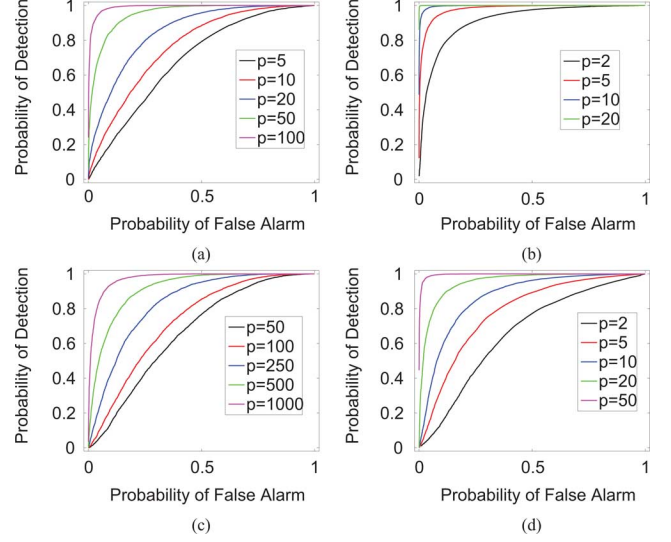 Probability of Detection
1
0.8
0.6
0.4
0.2
0
p=5
p=10
p=20
p=50
p=100
0 0.5 1
Probability of False Alarm
(a)
Probability of Detection
1
0.8
0.6
0.4
0.2
0
p=2
p=5
p=10
p=20
0 0.5 1
Probability of False Alarm
(b)
Probability of Detection
1
0.8
0.6
0.4
0.2
0
p=50
p=100
p=250
p=500
p=1000
0 0.5 1
Probability of False Alarm
(c)
Probability of Detection
1
0.8
0.6
0.4
0.2
0
p=2
p=5
p=10
p=20
p=50
0 0.5 1
Probability of False Alarm
(d)